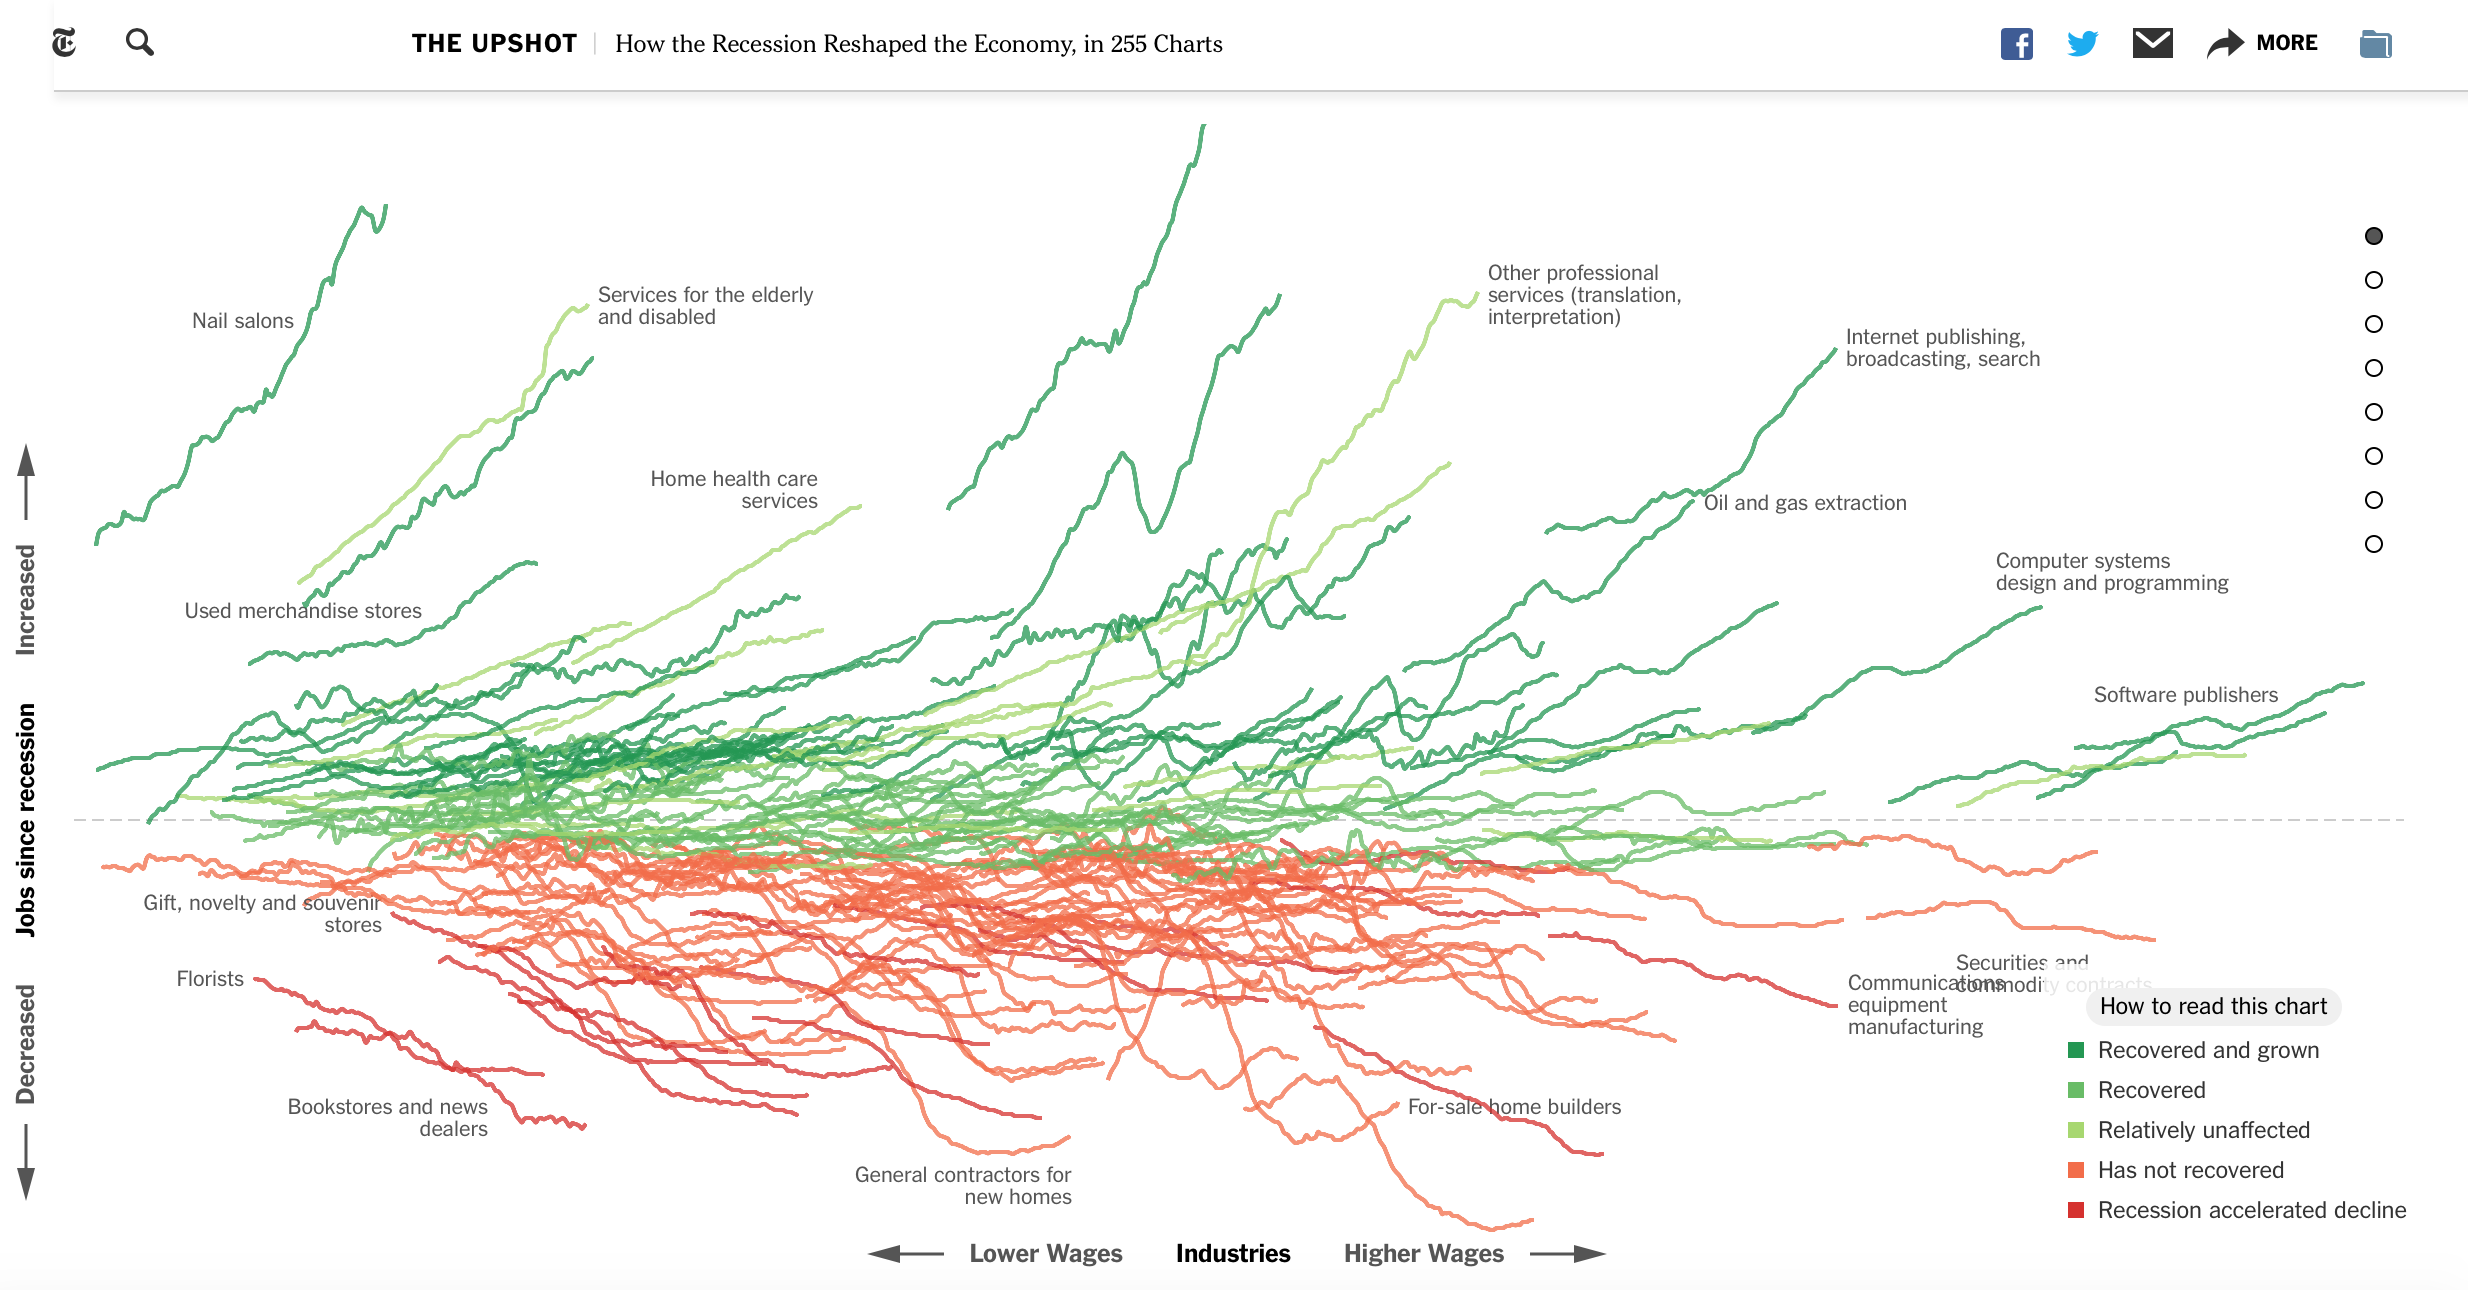 THE UPSHOT How the Recession Reshaped the Economy, in 255 Charts
MORE
Nail salons
Services for the elderly
and disabled
Other professional
services (translation,
interpretation)
Internet publishing,
broadcasting, search
Home health care
services
Oil and gas extraction
Computer systems
design and programming
Used merchandise stores
Software publishers
Increased
Jobs since recession
Decreased
Gift, novelty and souvenir
stores
Florists
Securities and
commodity contracts
Communications
equipment
manufacturing
Bookstores and news
dealers
For-sale home builders
General contractors for
new homes
How to read this chart
Recovered and grown
Recovered
Relatively unaffected
Has not recovered
Recession accelerated decline
Lower Wages Industries Higher Wages